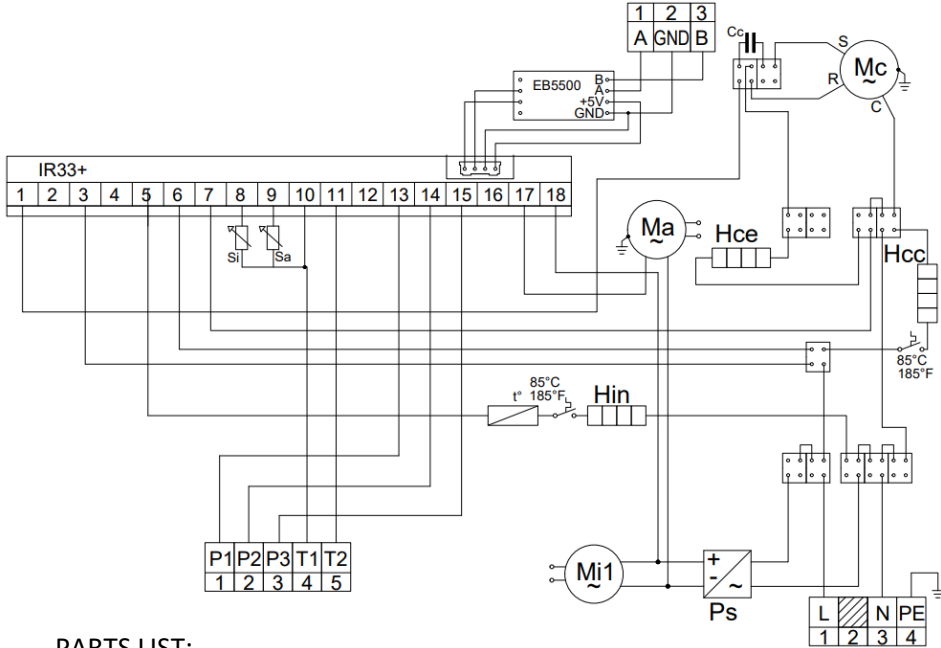 1 2 3
A GND B
Cc
S
Mc
~
R
C
EB5500
B
A
+5V
GND
IR33+
1 2 3 4 5 6 7 8 9 10 11 12 13 14 15 16 17 18
Si
Sa
Ma
~
Hce
Hcc
85°C
185°F
85°C
t° 185°F
Hin
P1 P2 P3 T1 T2
1 2 3 4 5
Mi1
~
+
-
~
Ps
L N PE
1 2 3 4
PARTS LIST: